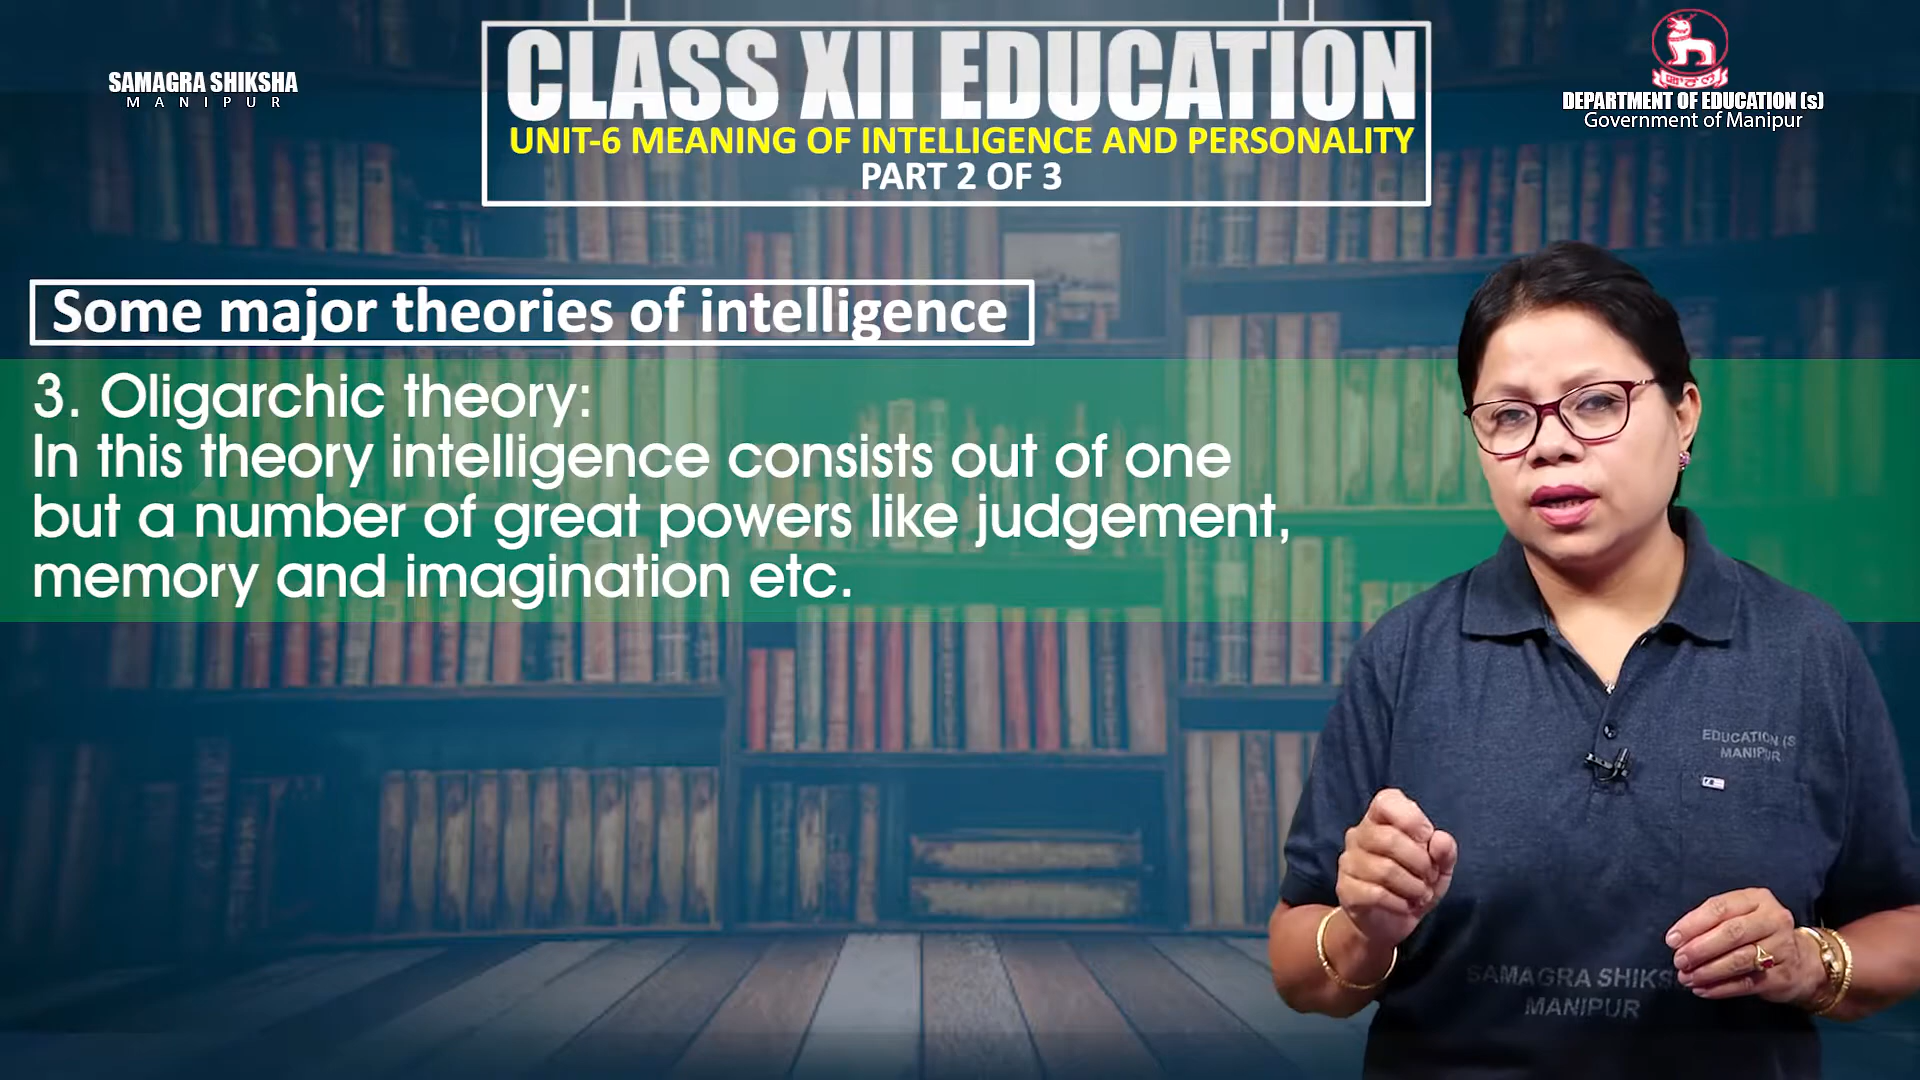 SAMAGRA SHIKSHA
MANIPUR
CLASS XII EDUCATION
UNIT-6 MEANING OF INTELLIGENCE AND PERSONALITY
PART 2 OF 3
DEPARTMENT OF EDUCATION (s)
Government of Manipur
Some major theories of intelligence
3. Oligarchic theory:
In this theory intelligence consists out of one
but a number of great powers like judgement,
memory and imagination etc.
EDUCATION (S
MANIPUR
SAMAGRA SHIKS
MANIPUR